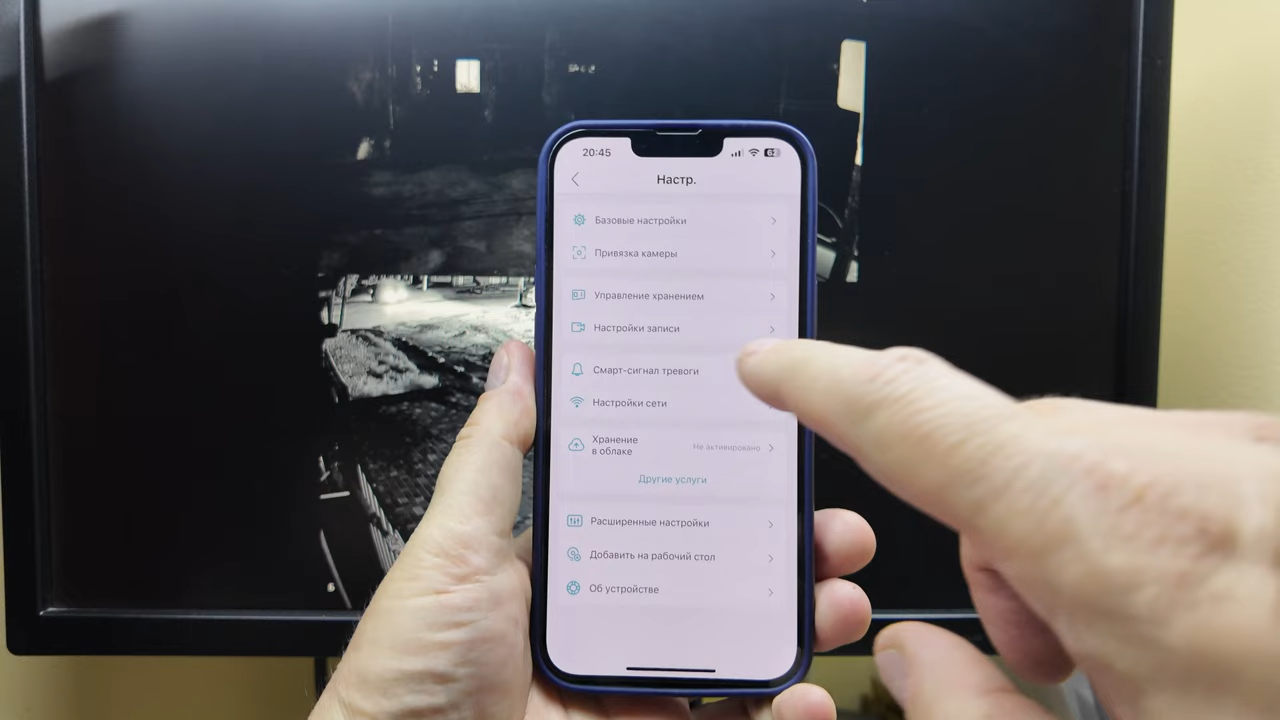 20:45
Настр.
Базовые настройки
Привязка камеры
Управление хранением
Настройки записи
Смарт-сигнал тревоги
Настройки сети
Хранение
в облаке
Не активировано
Другие услуги
Расширенные настройки
Добавить на рабочий стол
Об устройстве